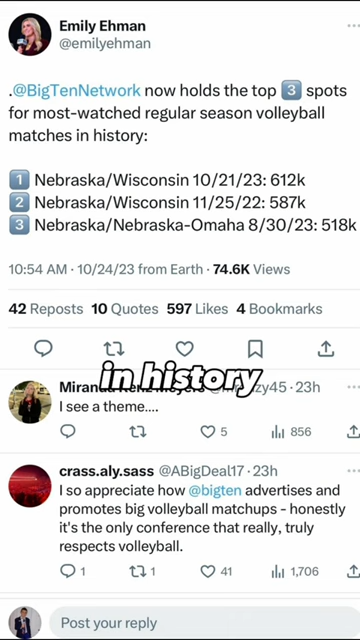 Emily Ehman
@emilyehman
.@BigTenNetwork now holds the top 3 spots
for most-watched regular season volleyball
matches in history:
1 Nebraska/Wisconsin 10/21/23: 612k
2 Nebraska/Wisconsin 11/25/22: 587k
3 Nebraska/Nebraska-Omaha 8/30/23: 518k
10:54 AM · 10/24/23 from Earth · 74.6K Views
42 Reposts 10 Quotes 597 Likes 4 Bookmarks
in history
· 23h
I see a theme....
5 856
crass.aly.sass @ABigDeal17 · 23h
I so appreciate how @bigten advertises and
promotes big volleyball matchups - honestly
it's the only conference that really, truly
respects volleyball.
1 1 41 1,706
Post your reply